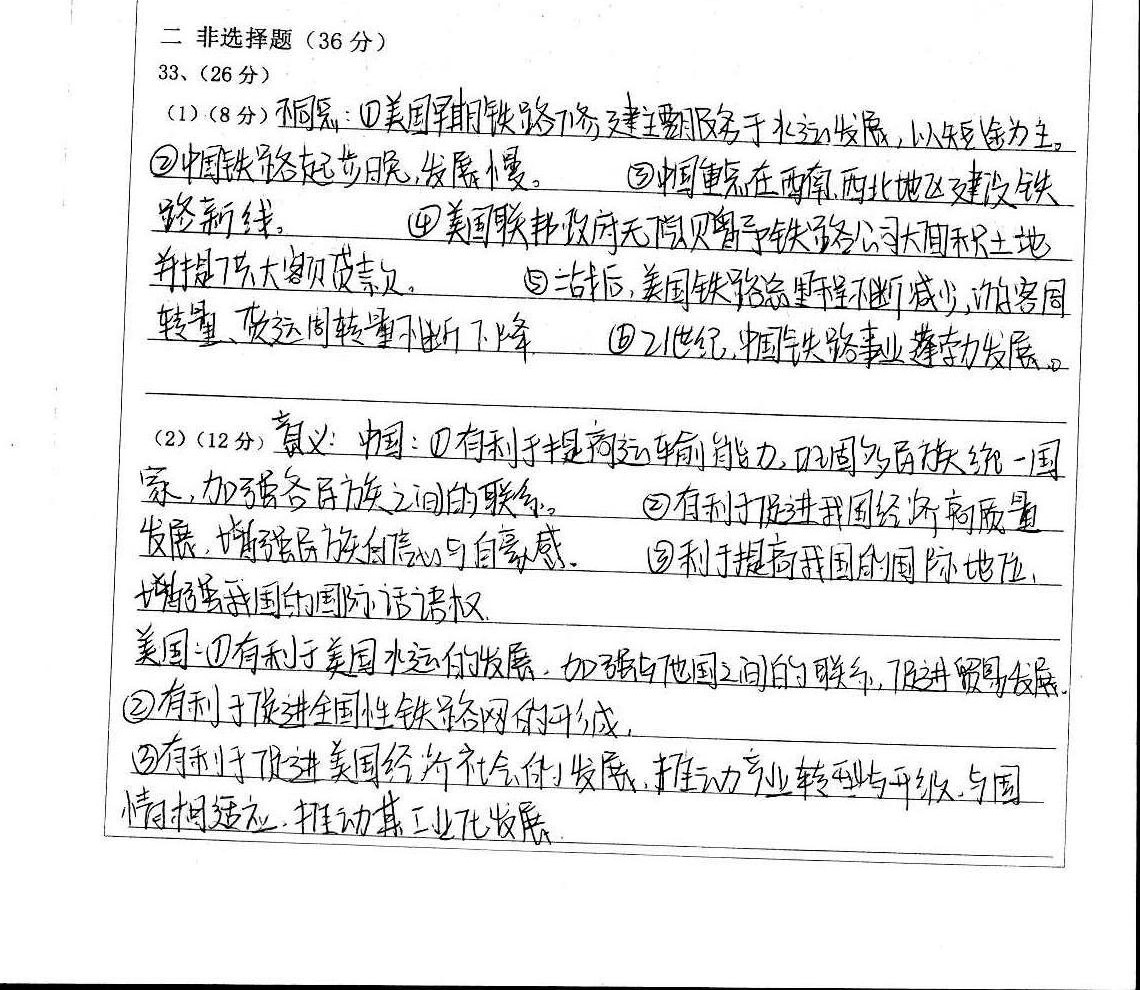 二 非选择题（36分）
33、（26分）
（1）（8分）不同点：①美国早期铁路修建主要服务于水运发展，以短途为主。
②中国铁路起步晚，发展慢。 ③中国重点在西南、西北地区建设铁
路新线。 ④美国联邦政府无偿赠予铁路公司大面积土地
并提供大额贷款。 ⑤二战后，美国铁路总里程不断减少，旅客周
转量、货运周转量不断下降 ⑥21世纪，中国铁路事业蓬勃发展。
（2）（12分）意义：中国：①有利于提高运输能力，巩固多民族统一国
家，加强各民族之间的联系。 ②有利于促进我国经济高质量
发展，增强民族自信心与自豪感。 ③利于提高我国的国际地位，
增强我国的国际话语权
美国：①有利于美国水运的发展，加强与他国之间的联系，促进贸易发展。
②有利于促进全国性铁路网的形成，
③有利于促进美国经济社会的发展，推动产业转型与升级，与国
情相适应，推动其工业化发展